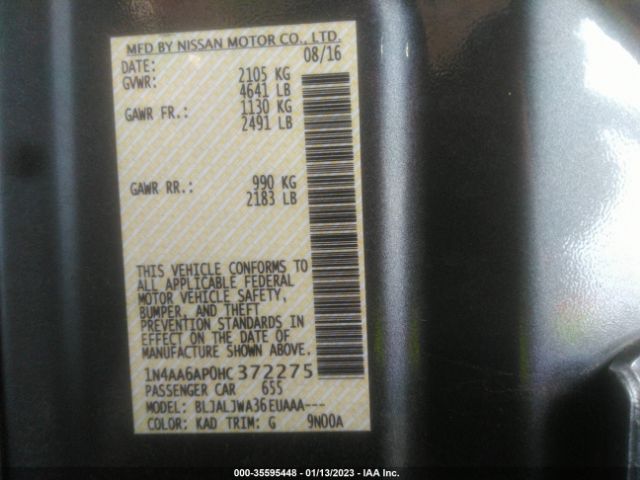 MFD BY NISSAN MOTOR CO., LTD.
DATE: 08/16
GVWR: 2105 KG
4641 LB
GAWR FR.: 1130 KG
2491 LB
GAWR RR.: 990 KG
2183 LB
THIS VEHICLE CONFORMS TO
ALL APPLICABLE FEDERAL
MOTOR VEHICLE SAFETY,
BUMPER, AND THEFT
PREVENTION STANDARDS IN
EFFECT ON THE DATE OF
MANUFACTURE SHOWN ABOVE.
1N4AA6AP0HC 372275
PASSENGER CAR 655
MODEL: BLJALJWA36EUAAA---
COLOR: KAD TRIM: G 9N00A
000-35595448 - 01/13/2023 - IAA Inc.